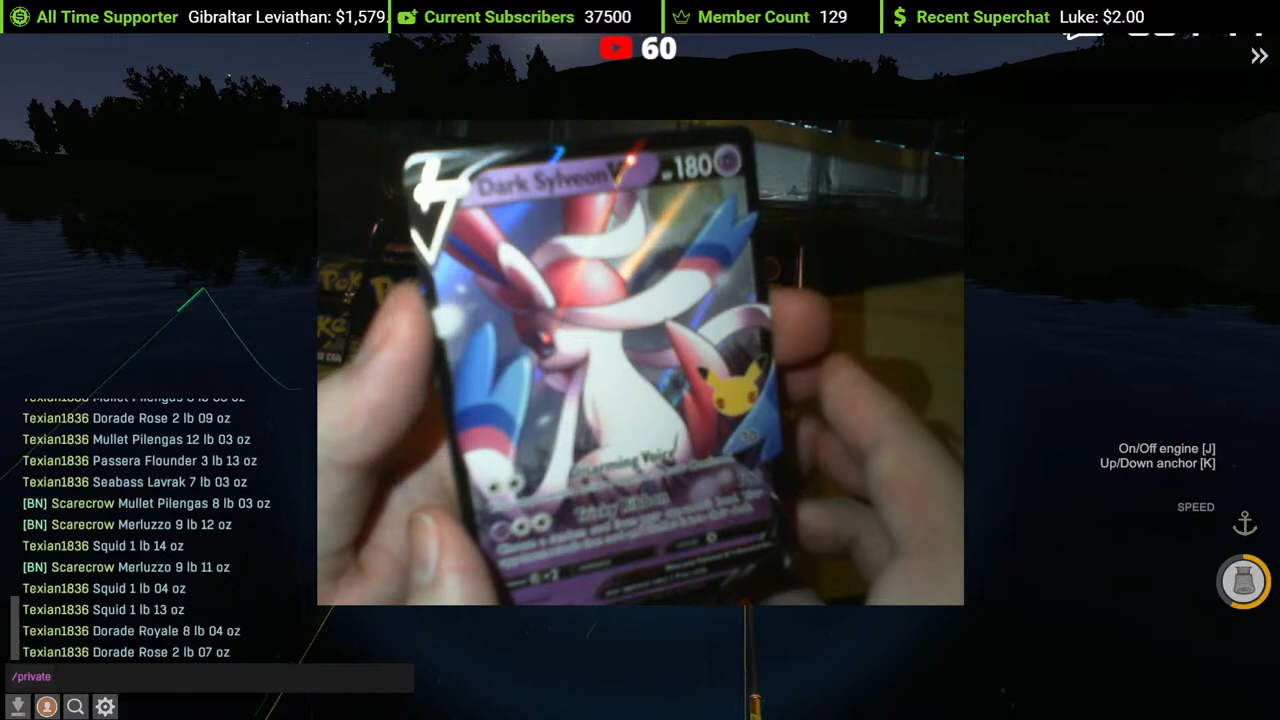 All Time Supporter Gibraltar Leviathan: $1,579.
Current Subscribers 37500
Member Count 129
Recent Superchat Luke: $2.00
60
Dark Sylveon V 180
30
Disarming Voice
Tricky Ribbon
Texian1836 Dorade Rose 2 lb 09 oz
Texian1836 Mullet Pilengas 12 lb 03 oz
Texian1836 Passera Flounder 3 lb 13 oz
Texian1836 Seabass Lavrak 7 lb 03 oz
[BN] Scarecrow Mullet Pilengas 8 lb 03 oz
[BN] Scarecrow Merluzzo 9 lb 12 oz
Texian1836 Squid 1 lb 14 oz
[BN] Scarecrow Merluzzo 9 lb 11 oz
Texian1836 Squid 1 lb 04 oz
Texian1836 Squid 1 lb 13 oz
Texian1836 Dorade Royale 8 lb 04 oz
Texian1836 Dorade Rose 2 lb 07 oz
/private
On/Off engine [J]
Up/Down anchor [K]
SPEED